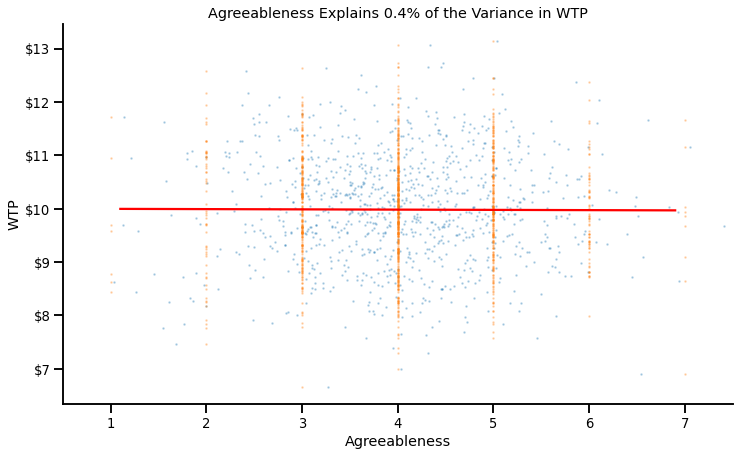 Agreeableness Explains 0.4% of the Variance in WTP
$13
$12
$11
$10
$9
$8
$7
WTP
1 2 3 4 5 6 7
Agreeableness